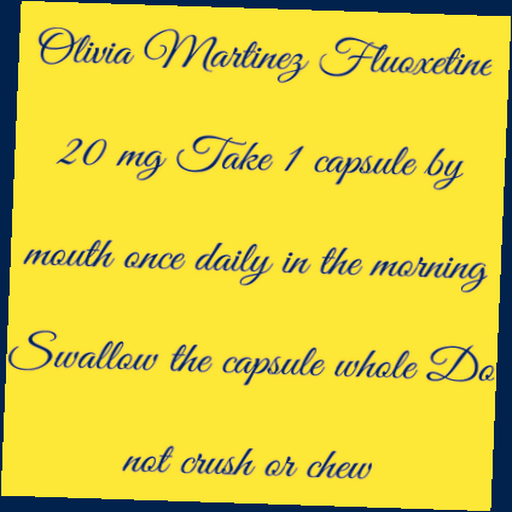 Olivia Martinez Fluoxetine
20 mg Take 1 capsule by
mouth once daily in the morning
Swallow the capsule whole Do
not crush or chew